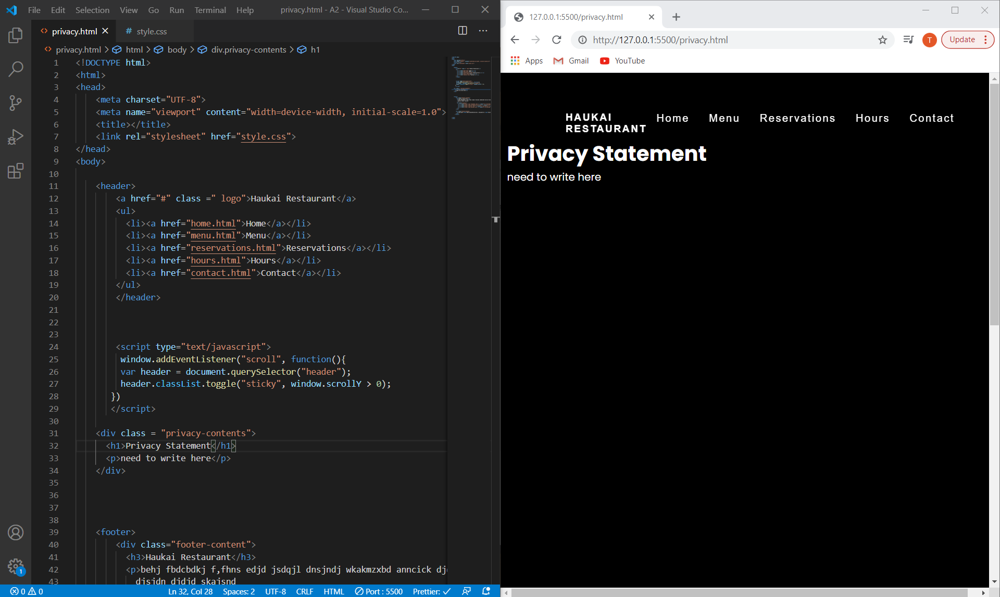 File Edit Selection View Go Run Terminal Help privacy.html - A2 - Visual Studio Co...
privacy.html style.css
privacy.html > html > body > div.privacy-contents > h1
1 <!DOCTYPE html>
2 <html>
3 <head>
4 <meta charset="UTF-8">
5 <meta name="viewport" content="width=device-width, initial-scale=1.0">
6 <title></title>
7 <link rel="stylesheet" href="style.css">
8 </head>
9 <body>
10
11 <header>
12 <a href="#" class =" logo">Haukai Restaurant</a>
13 <ul>
14 <li><a href="home.html">Home</a></li>
15 <li><a href="menu.html">Menu</a></li>
16 <li><a href="reservations.html">Reservations</a></li>
17 <li><a href="hours.html">Hours</a></li>
18 <li><a href="contact.html">Contact</a></li>
19 </ul>
20 </header>
21
22
23
24 <script type="text/javascript">
25 window.addEventListener("scroll", function(){
26 var header = document.querySelector("header");
27 header.classList.toggle("sticky", window.scrollY > 0);
28 })
29 </script>
30
31 <div class = "privacy-contents">
32 <h1>Privacy Statement</h1>
33 <p>need to write here</p>
34 </div>
35
36
37
38
39 <footer>
40 <div class="footer-content">
41 <h3>Haukai Restaurant</h3>
42 <p>behj fbdcbdkj f,fhns edjd jsdqjl dnsjndj wkakmzxbd anncick
43 disidn didid skaisnd
0 0 Ln 32, Col 28 Spaces: 2 UTF-8 CRLF HTML Port : 5500 Prettier: ✓
1
127.0.0.1:5500/privacy.html
http://127.0.0.1:5500/privacy.html T Update
Apps Gmail YouTube
HAUKAI
RESTAURANT
Home Menu Reservations Hours Contact
Privacy Statement
need to write here